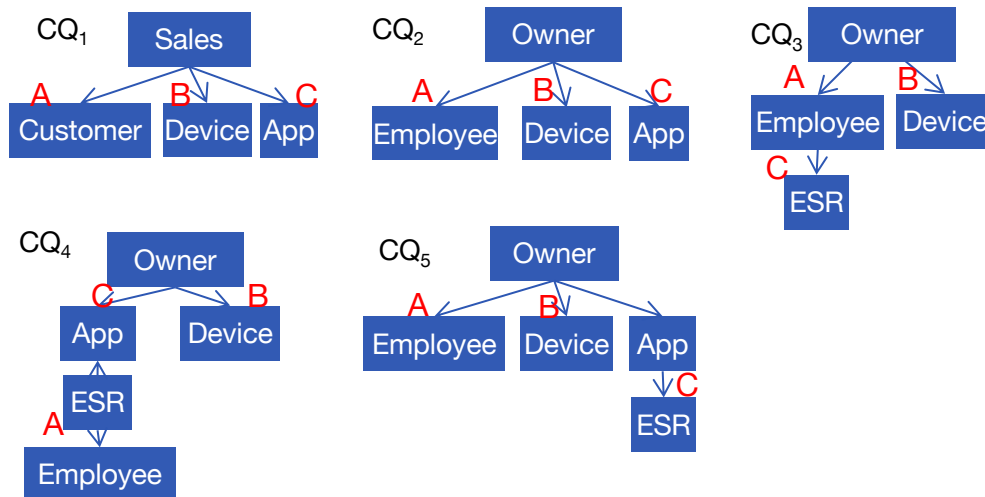 CQ1
Sales
A
B
C
Customer
Device
App
CQ2
Owner
A
B
C
Employee
Device
App
CQ3
Owner
A
B
Employee
Device
C
ESR
CQ4
Owner
C
B
App
Device
ESR
A
Employee
CQ5
Owner
A
B
Employee
Device
App
C
ESR